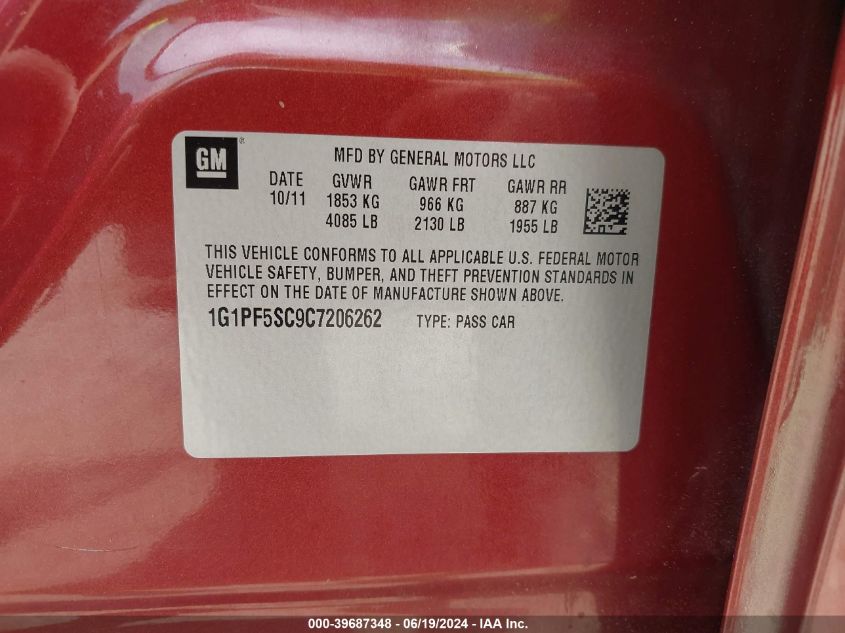 GM ®
MFD BY GENERAL MOTORS LLC
DATE GVWR GAWR FRT GAWR RR
10/11 1853 KG 966 KG 887 KG
4085 LB 2130 LB 1955 LB
THIS VEHICLE CONFORMS TO ALL APPLICABLE U.S. FEDERAL MOTOR
VEHICLE SAFETY, BUMPER, AND THEFT PREVENTION STANDARDS IN
EFFECT ON THE DATE OF MANUFACTURE SHOWN ABOVE.
1G1PF5SC9C7206262 TYPE: PASS CAR
000-39687348 - 06/19/2024 - IAA Inc.